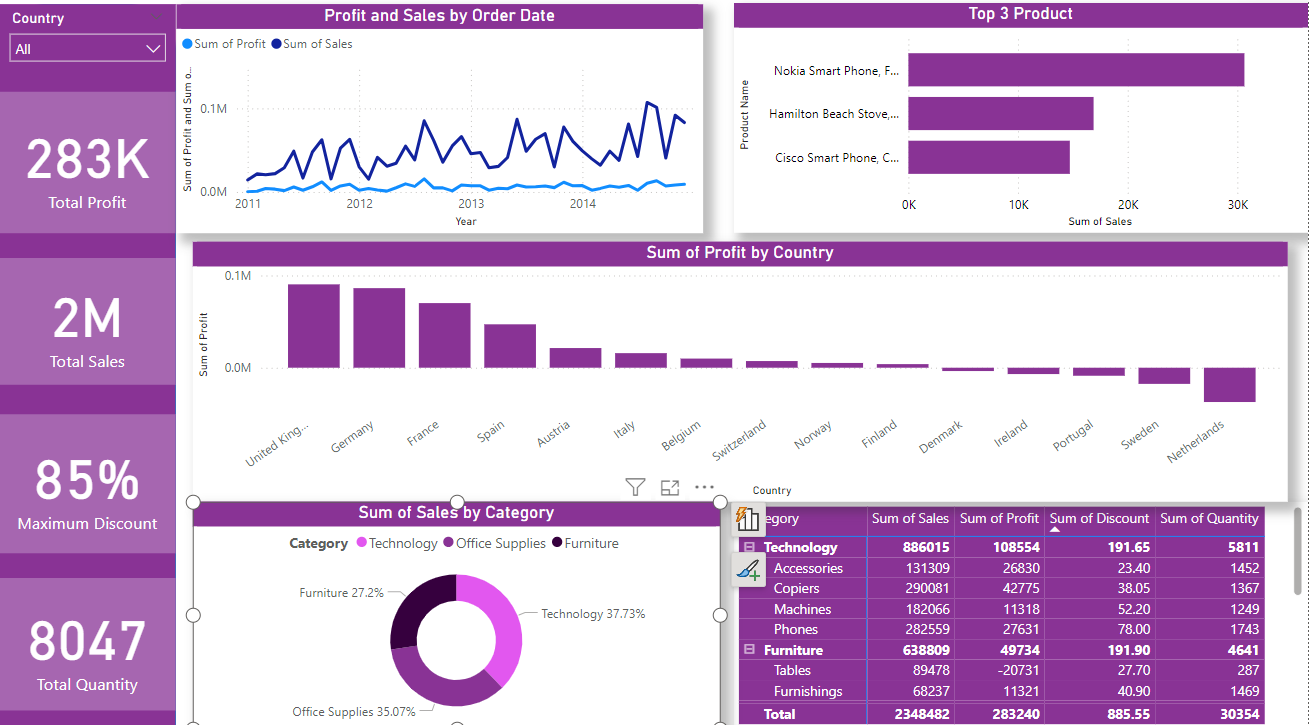 Country
All
283K
Total Profit
2M
Total Sales
85%
Maximum Discount
8047
Total Quantity
Profit and Sales by Order Date
Sum of Profit Sum of Sales
Sum of Profit and Sum o...
0.1M
0.0M
2011 2012 2013 2014
Year
Top 3 Product
Product Name
Nokia Smart Phone, F...
Hamilton Beach Stove,...
Cisco Smart Phone, C...
0K 10K 20K 30K
Sum of Sales
Sum of Profit by Country
Sum of Profit
0.1M
0.0M
United King... Germany France Spain Austria Italy Belgium Switzerland Norway Finland Denmark Ireland Portugal Sweden Netherlands
Country
Sum of Sales by Category
Category Technology Office Supplies Furniture
Furniture 27.2%
Technology 37.73%
Office Supplies 35.07%
egory Sum of Sales Sum of Profit Sum of Discount Sum of Quantity
Technology 886015 108554 191.65 5811
Accessories 131309 26830 23.40 1452
Copiers 290081 42775 38.05 1367
Machines 182066 11318 52.20 1249
Phones 282559 27631 78.00 1743
Furniture 638809 49734 191.90 4641
Tables 89478 -20731 27.70 287
Furnishings 68237 11321 40.90 1469
Total 2348482 283240 885.55 30354